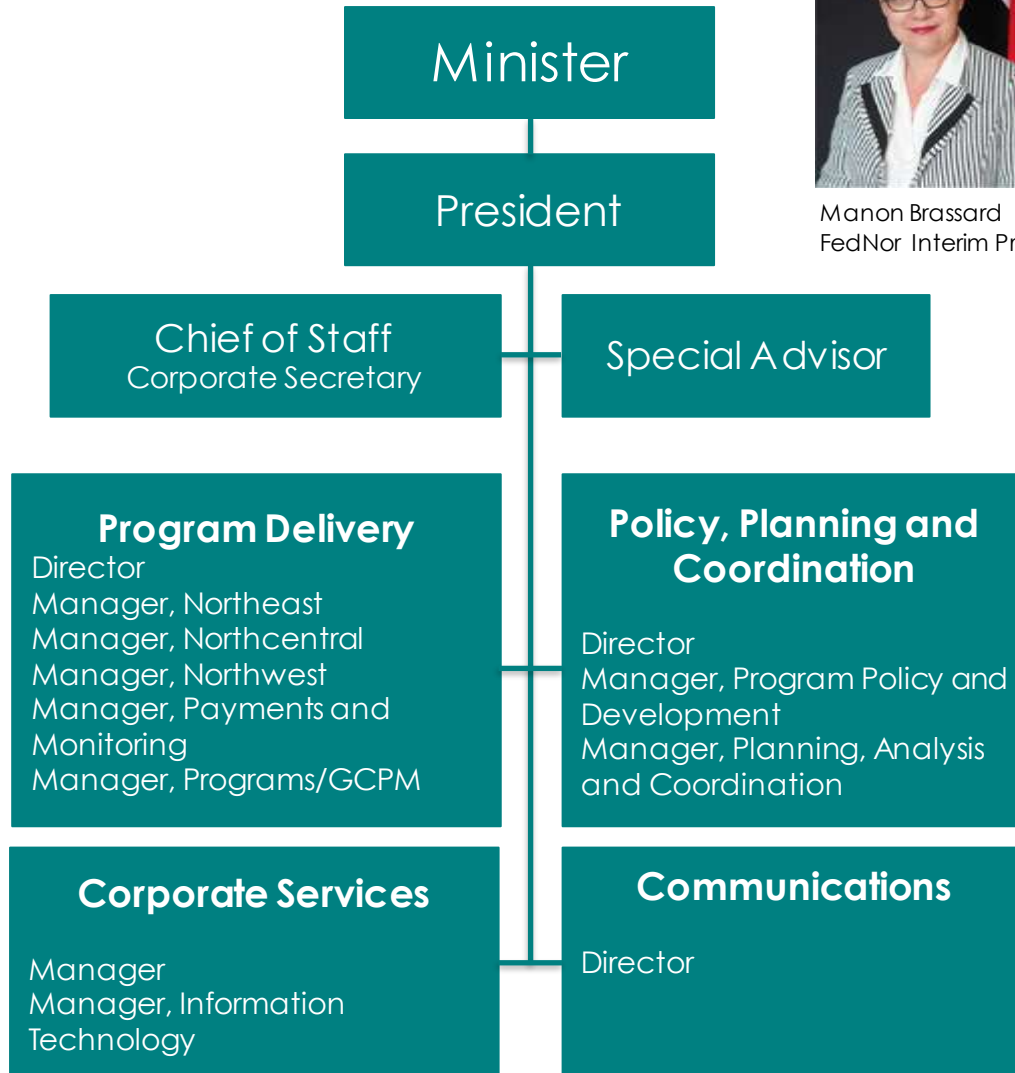 Minister
President
Manon Brassard
FedNor Interim
Chief of Staff
Corporate Secretary
Special Advisor
Program Delivery
Director
Manager, Northeast
Manager, Northcentral
Manager, Northwest
Manager, Payments and
Monitoring
Manager, Programs/GCPM
Policy, Planning and
Coordination
Director
Manager, Program Policy and
Development
Manager, Planning, Analysis
and Coordination
Corporate Services
Manager
Manager, Information
Technology
Communications
Director